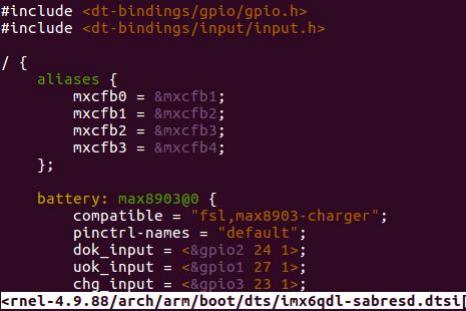 #include <dt-bindings/gpio/gpio.h>
#include <dt-bindings/input/input.h>
/ {
aliases {
mxcfb0 = &mxcfb1;
mxcfb1 = &mxcfb2;
mxcfb2 = &mxcfb3;
mxcfb3 = &mxcfb4;
};
battery: max8903@0 {
compatible = "fsl,max8903-charger";
pinctrl-names = "default";
dok_input = <&gpio2 24 1>;
uok_input = <&gpio1 27 1>;
chg_input = <&gpio3 23 1>;
<rnel-4.9.88/arch/arm/boot/dts/imx6qdl-sabresd.dtsi